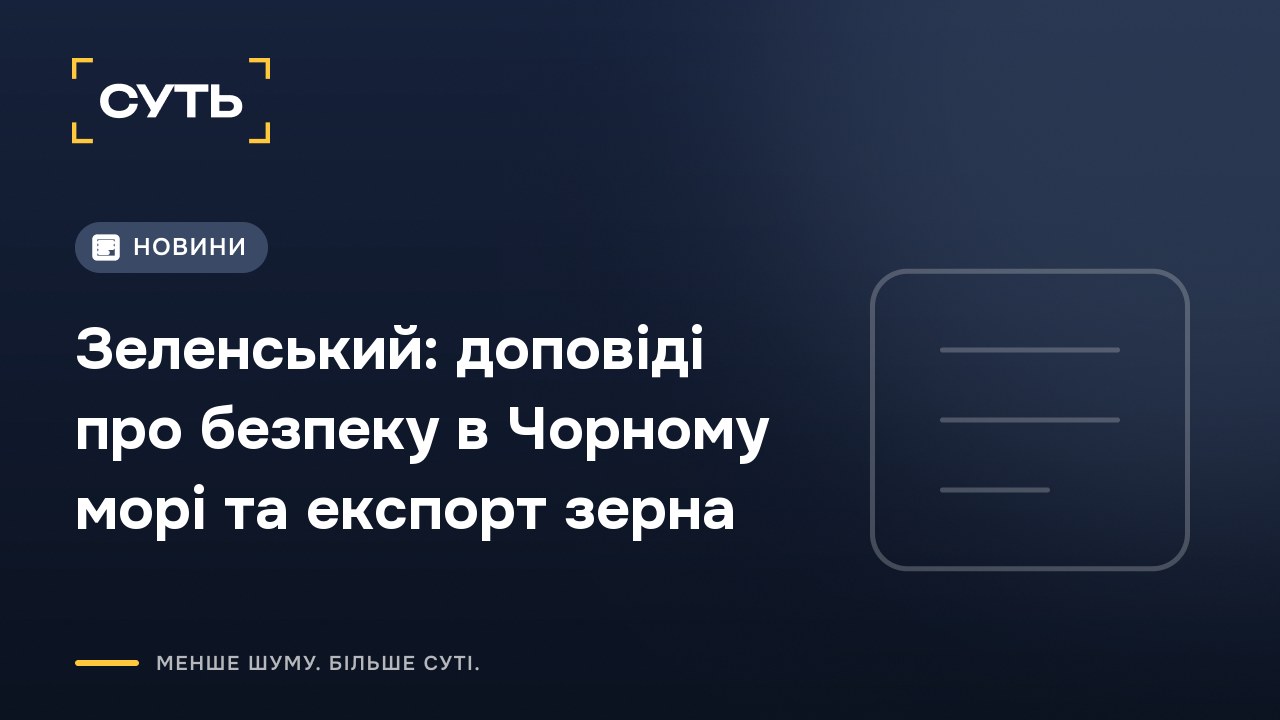 СУТЬ
НОВИНИ
Зеленський: доповіді
про безпеку в Чорному
морі та експорт зерна
МЕНШЕ ШУМУ. БІЛЬШЕ СУТІ.